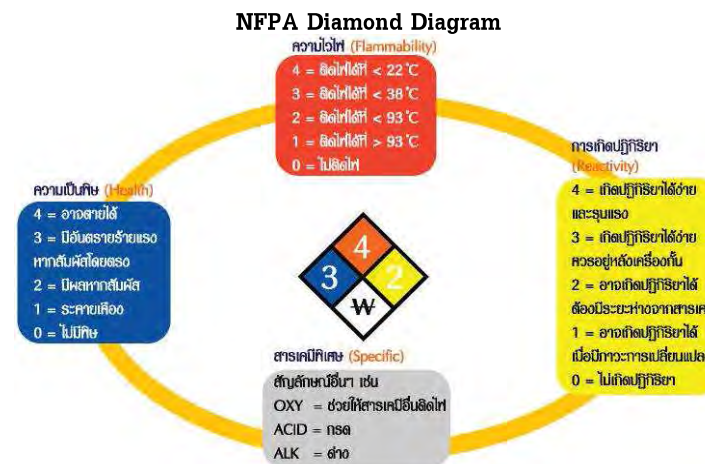 NFPA Diamond Diagram
ความไวไฟ (Flammability)
4 = ติดไฟได้ที่ < 22˚C
3 = ติดไฟได้ที่ < 38˚C
2 = ติดไฟได้ที่ < 93˚C
1 = ติดไฟได้ที่ > 93˚C
0 = ไม่ติดไฟ
ความเป็นพิษ (Health)
4 = อาจตายได้
3 = มีอันตรายร้ายแรง
หากสัมผัสโดยตรง
2 = มีผลหากสัมผัส
1 = ระคายเคือง
0 = ไม่มีพิษ
การเกิดปฏิกิริยา
(Reactivity)
4 = เกิดปฏิกิริยาได้ง่าย
และรุนแรง
3 = เกิดปฏิกิริยาได้ง่าย
ควรอยู่หลังเครื่องกั้น
2 = อาจเกิดปฏิกิริยาได้
ต้องมีระยะห่างจากสารเค
1 = อาจเกิดปฏิกิริยาได้
เมื่อมีภาวะการเปลี่ยนแปล
0 = ไม่เกิดปฏิกิริยา
4
3
2
W
สารเคมีพิเศษ (Specific)
สัญลักษณ์อื่นๆ เช่น
OXY = ช่วยให้สารเคมีอื่นติดไฟ
ACID = กรด
ALK = ด่าง